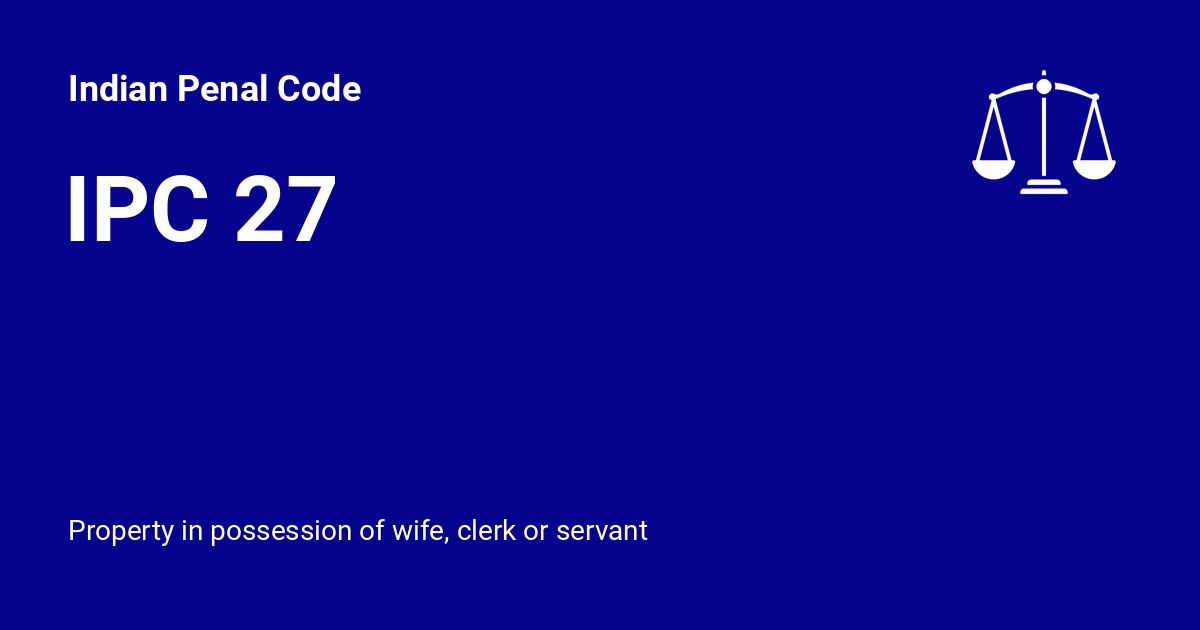 Indian Penal Code
IPC 27
Property in possession of wife, clerk or servant